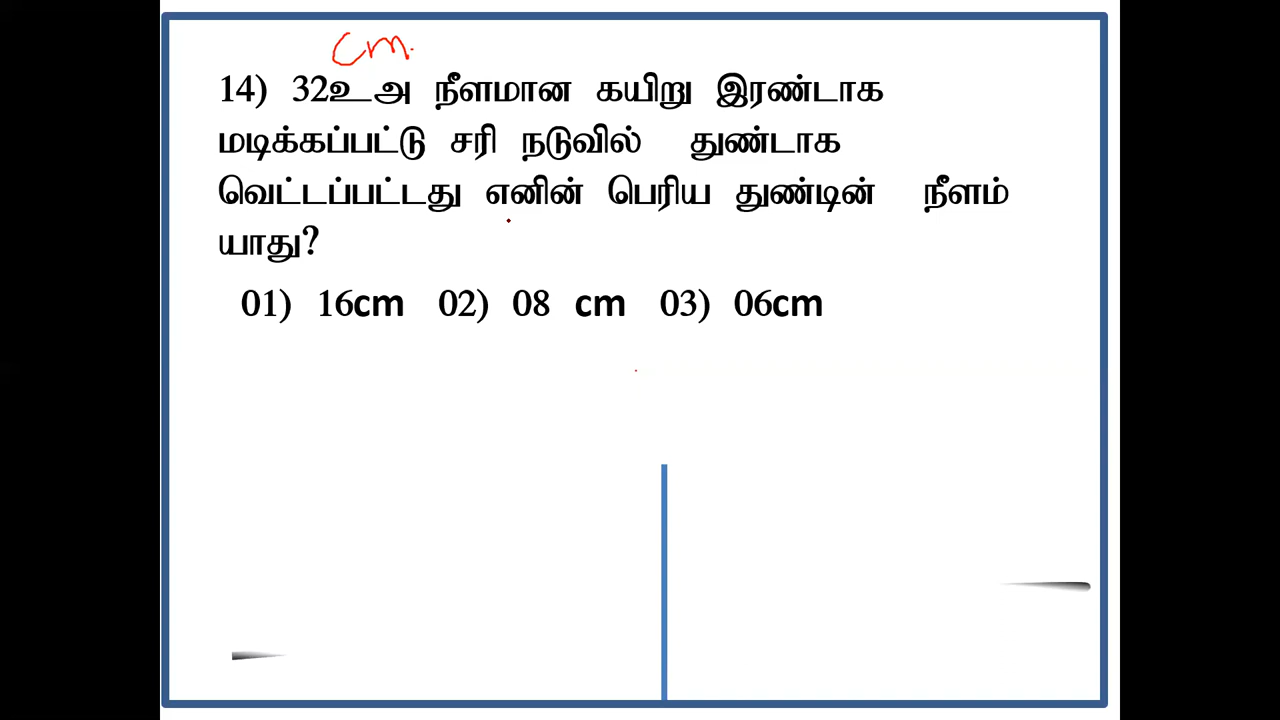 cm.
14) 32உஅ நீளமான கயிறு இரண்டாக
மடிக்கப்பட்டு சரி நடுவில் துண்டாக
வெட்டப்பட்டது எனின் பெரிய துண்டின் நீளம்
யாது?
01) 16cm 02) 08 cm 03) 06cm